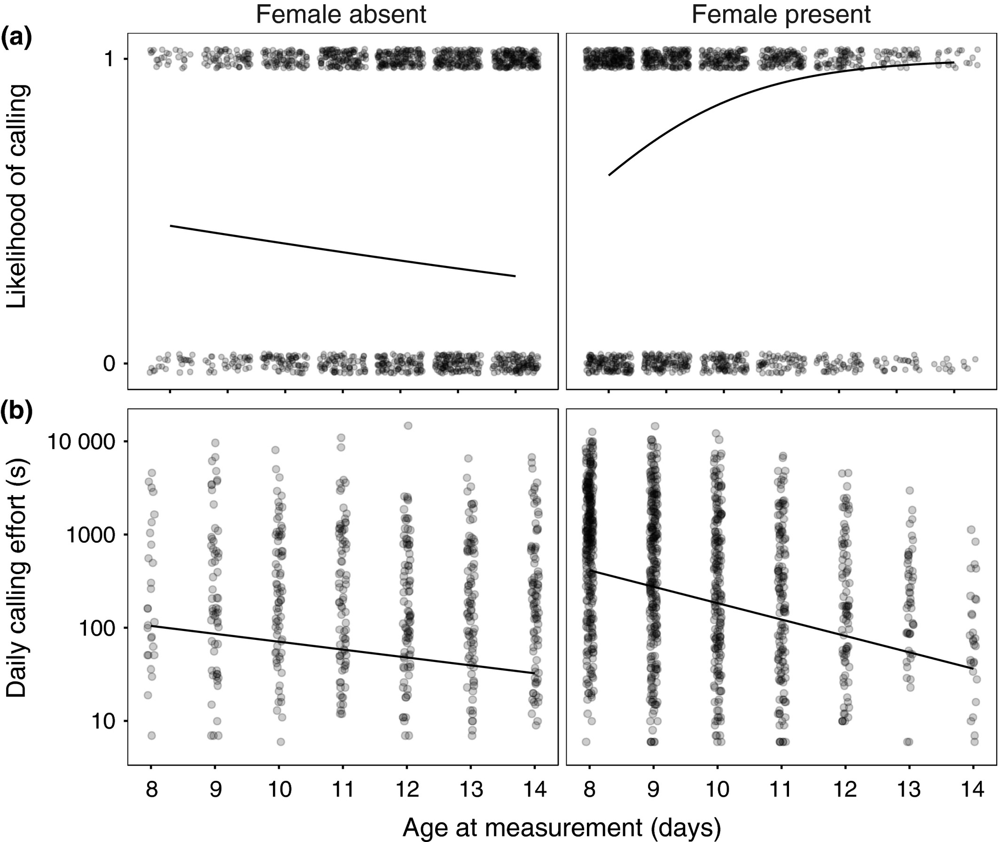 Female absent
Female present
(a)
Likelihood of calling
1
0
(b)
Daily calling effort (s)
10 000
1000
100
10
8 9 10 11 12 13 14
8 9 10 11 12 13 14
Age at measurement (days)